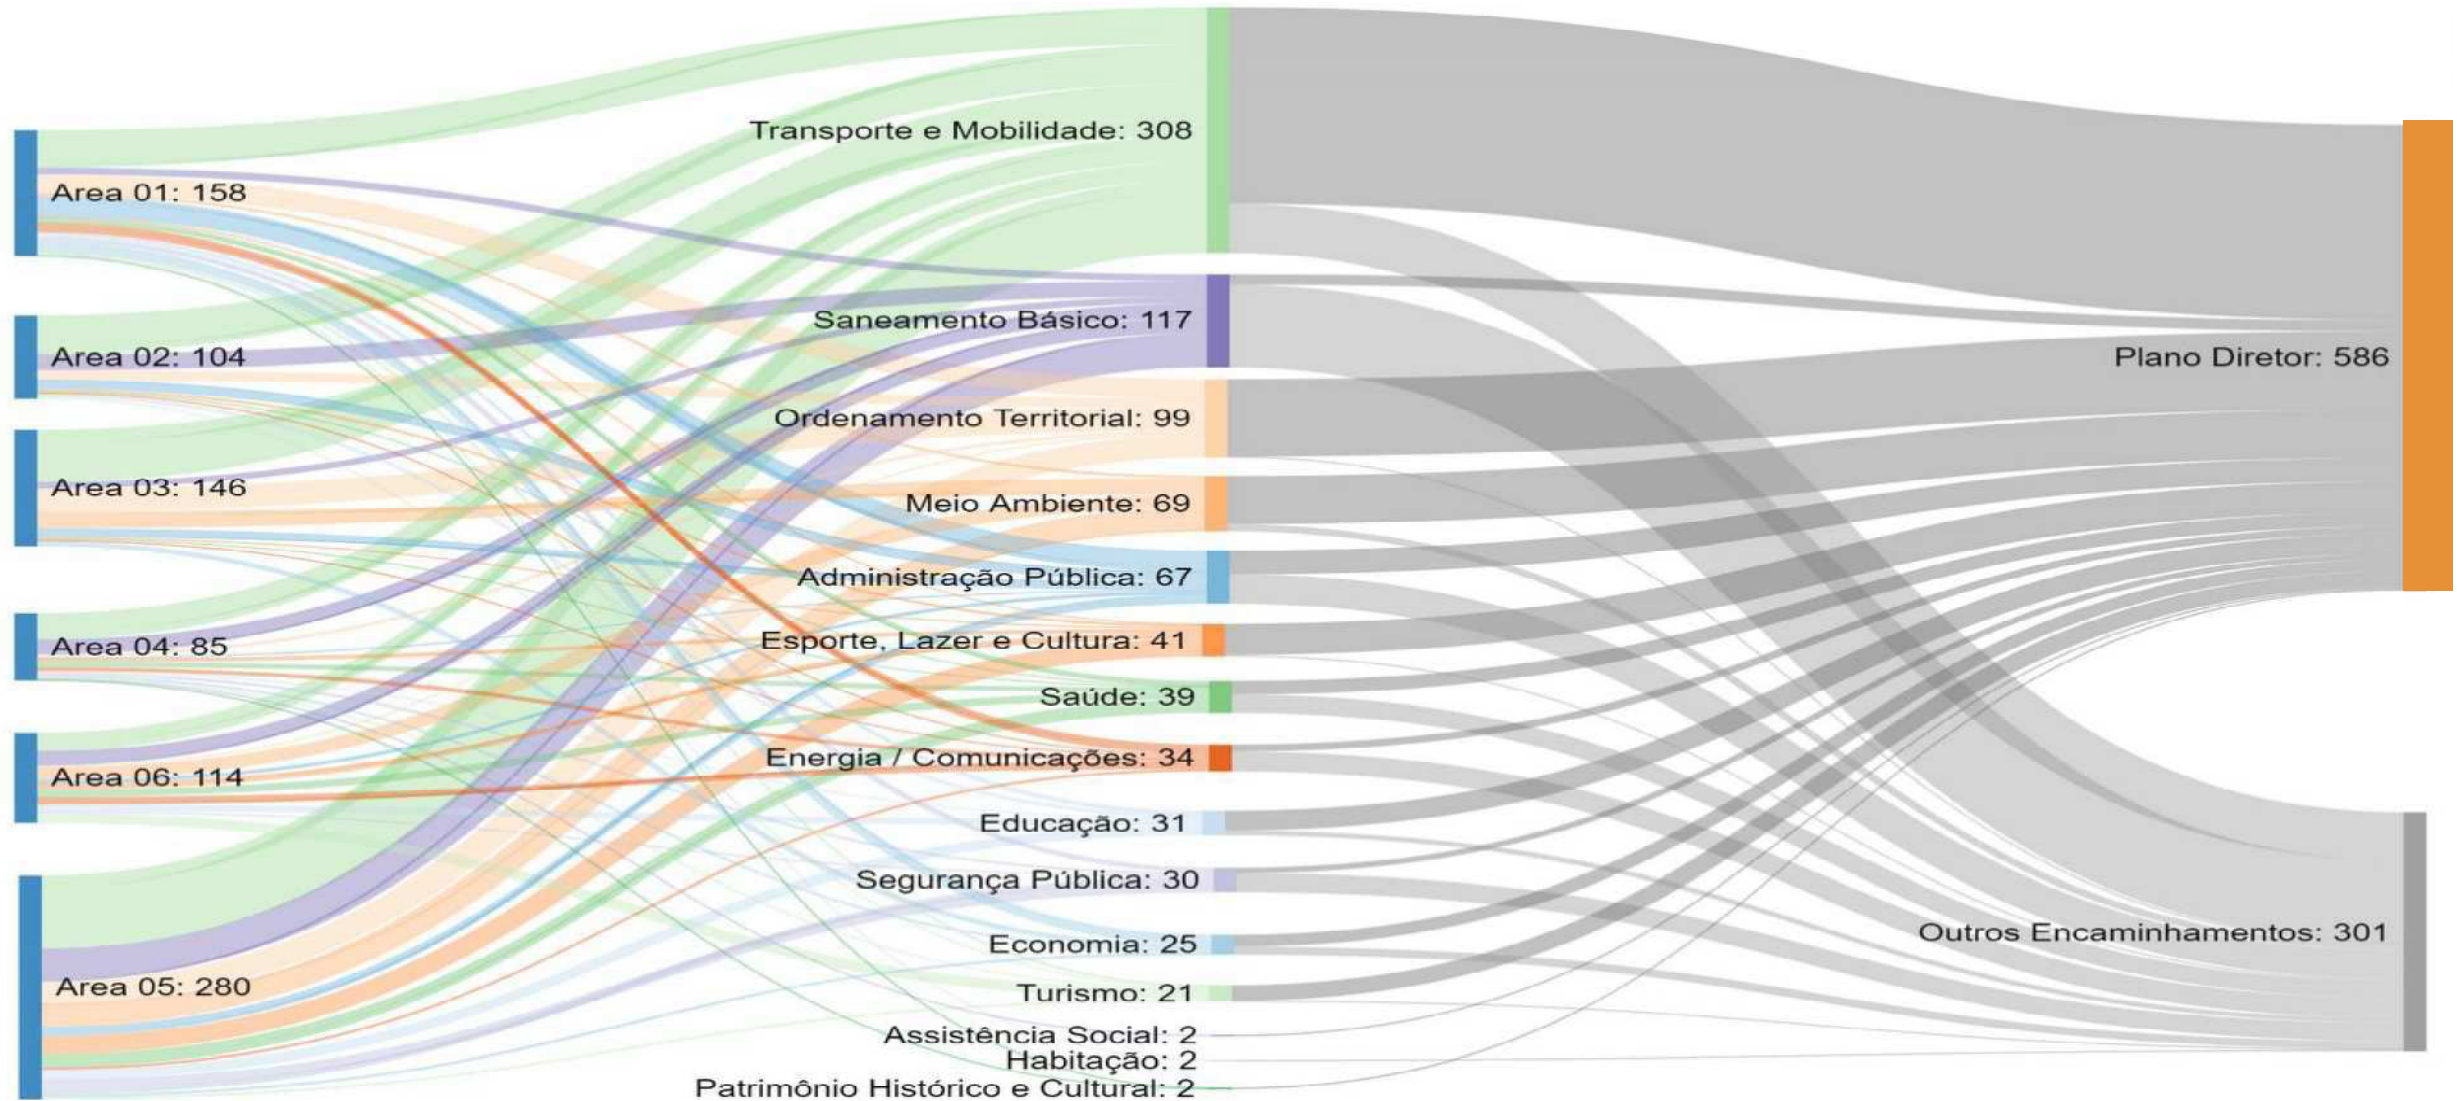 Area 01: 158
Area 02: 104
Area 03: 146
Area 04: 85
Area 06: 114
Area 05: 280
Transporte e Mobilidade: 308
Saneamento Básico: 117
Ordenamento Territorial: 99
Meio Ambiente: 69
Administração Pública: 67
Esporte, Lazer e Cultura: 41
Saúde: 39
Energia / Comunicações: 34
Educação: 31
Segurança Pública: 30
Economia: 25
Turismo: 21
Assistência Social: 2
Habitação: 2
Patrimônio Histórico e Cultural: 2
Plano Diretor: 586
Outros Encaminhamentos: 301